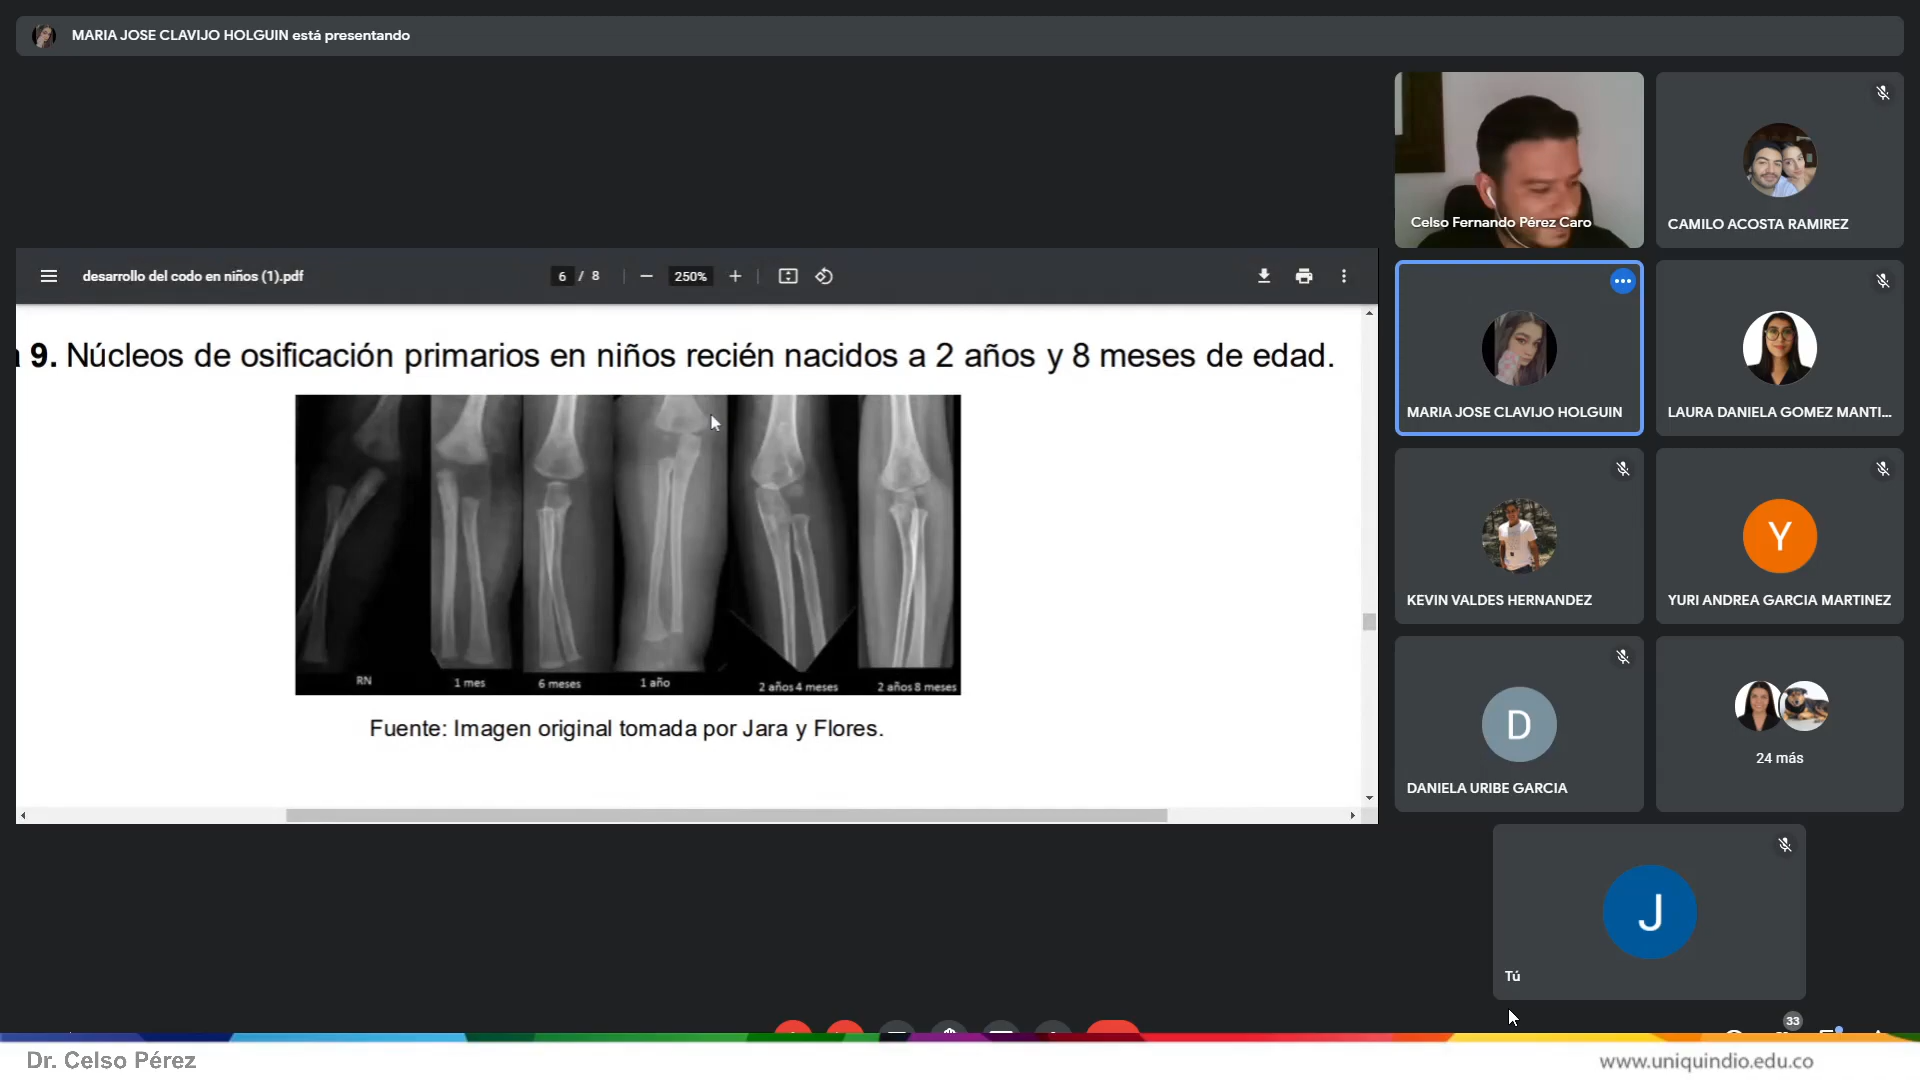 MARIA JOSE CLAVIJO HOLGUIN está presentando
Celso Fernando Pérez Caro
CAMILO ACOSTA RAMIREZ
desarrollo del codo en niños (1).pdf
6 / 8
250%
9. Núcleos de osificación primarios en niños recién nacidos a 2 años y 8 meses de edad.
RN
1 mes
6 meses
1 año
2 años 4 meses
2 años 8 meses
Fuente: Imagen original tomada por Jara y Flores.
MARIA JOSE CLAVIJO HOLGUIN
LAURA DANIELA GOMEZ MANTI...
KEVIN VALDES HERNANDEZ
Y
YURI ANDREA GARCIA MARTINEZ
D
DANIELA URIBE GARCIA
24 más
J
Tú
33
Dr. Celso Pérez
www.uniquindio.edu.co